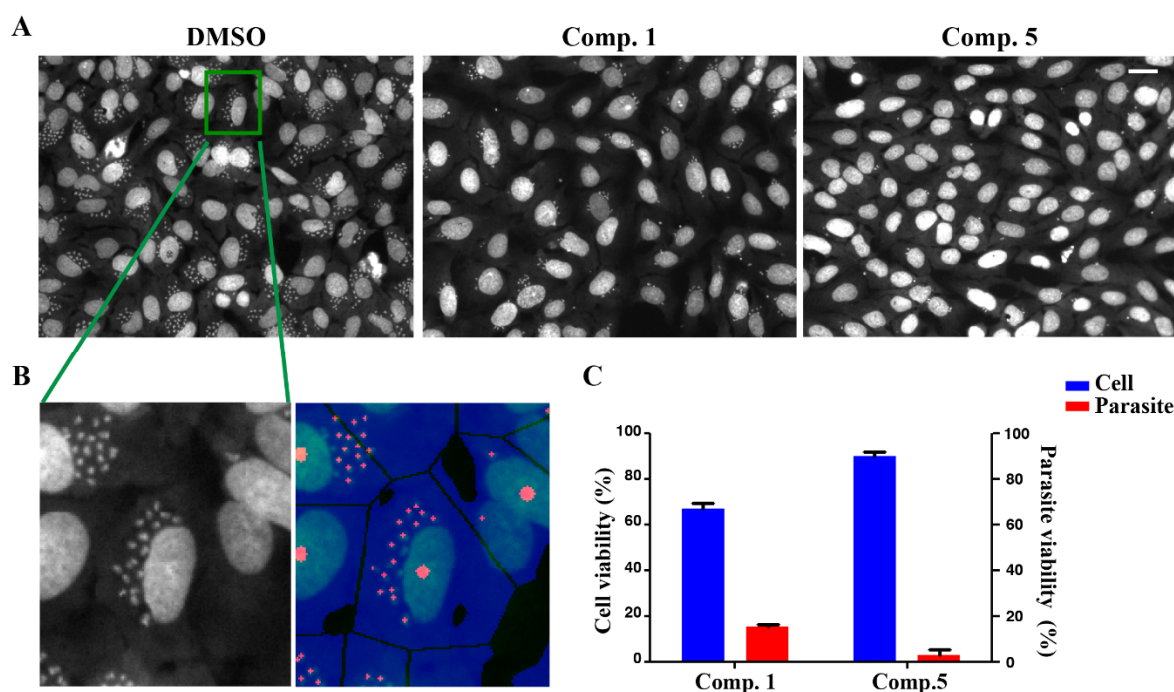 A
DMSO
Comp. 1
Comp. 5
B
C
Cell
Parasite
Cell viability (%)
100
80
60
40
20
0
100
80
60
40
20
0
Parasite viability (%)
Comp. 1
Comp.5